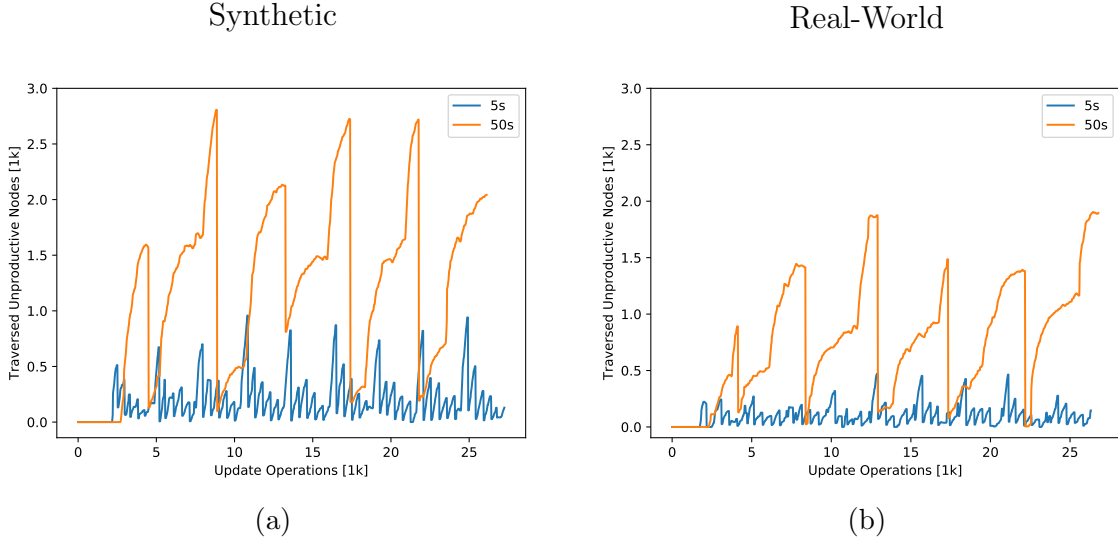 Synthetic
Real-World
3.0
2.5
2.0
1.5
1.0
0.5
0.0
Traversed Unproductive Nodes [1k]
5s
50s
0
5
10
15
20
25
Update Operations [1k]
(a)
3.0
2.5
2.0
1.5
1.0
0.5
0.0
Traversed Unproductive Nodes [1k]
5s
50s
0
5
10
15
20
25
Update Operations [1k]
(b)